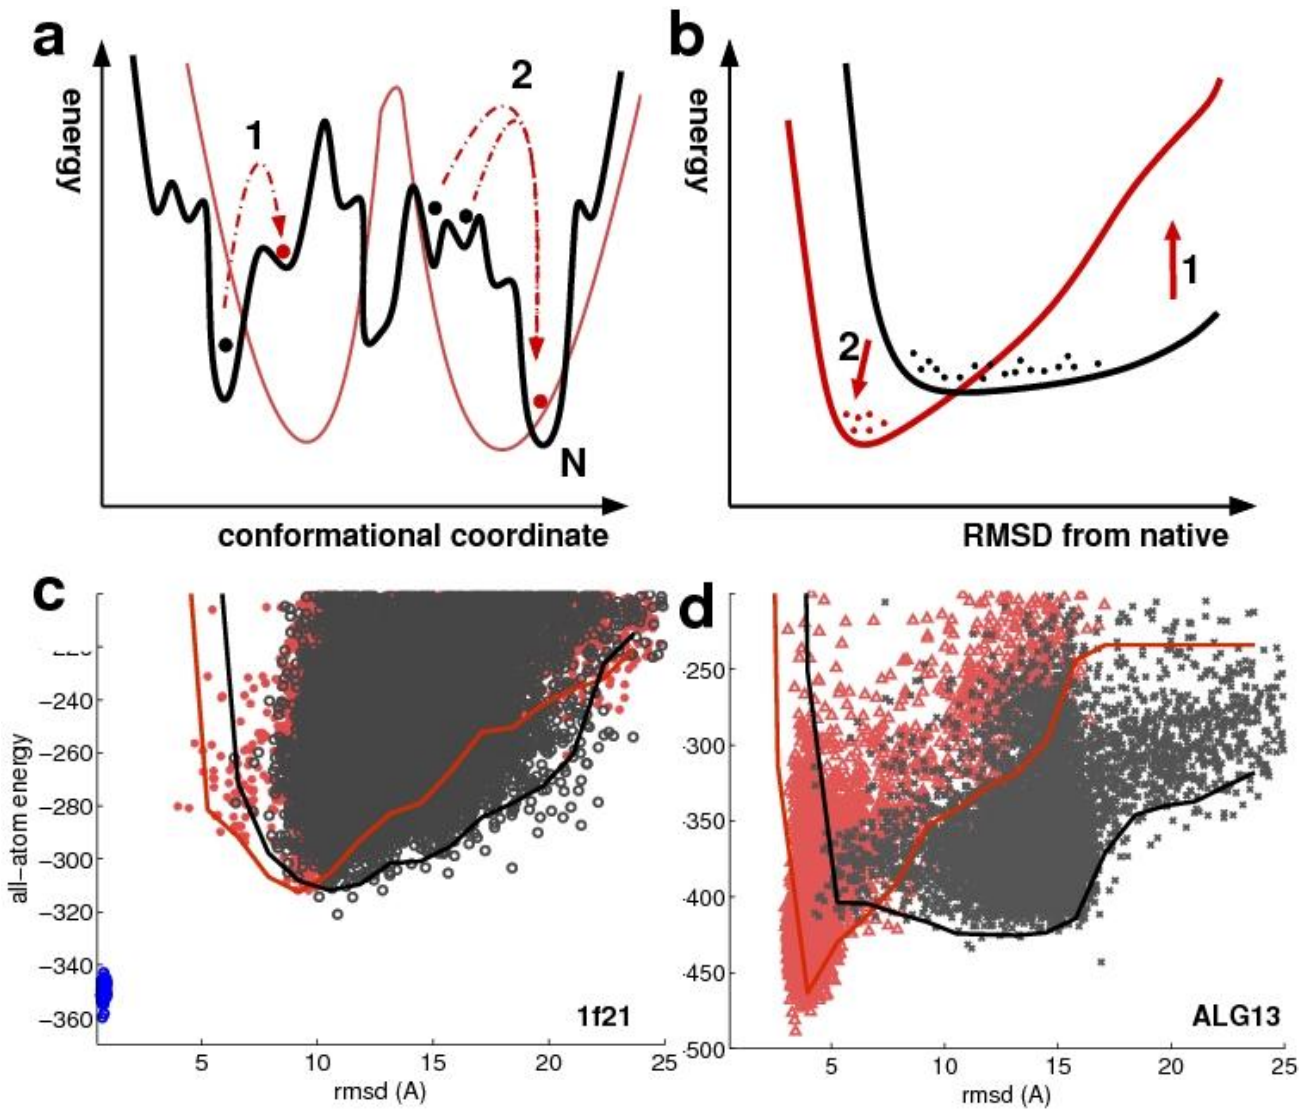 a
energy
1
2
N
conformational coordinate
b
energy
1
2
RMSD from native
c
all-atom energy
−240
−260
−280
−300
−320
−340
−360
5
10
15
20
25
rmsd (A)
1f21
d
-250
-300
-350
-400
-450
-500
5
10
15
20
25
rmsd (A)
ALG13